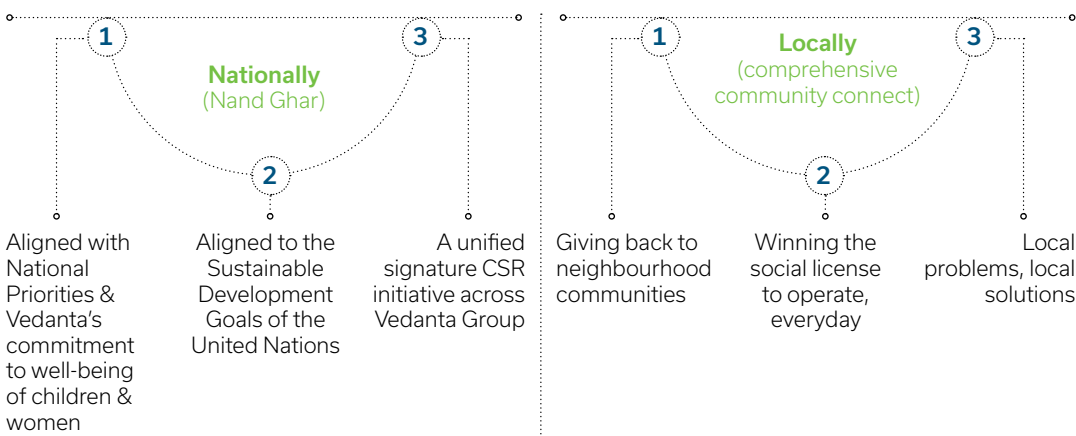 1
3
Nationally
(Nand Ghar)
2
Aligned with
National
Priorities &
Vedanta's
commitment
to well-being
of children &
women
Aligned to the
Sustainable
Development
Goals of the
United Nations
A unified
signature CSR
initiative across
Vedanta Group
1
3
Locally
(comprehensive
community connect)
2
Giving back to
neighbourhood
communities
Winning the
social license
to operate,
everyday
Local
problems, local
solutions